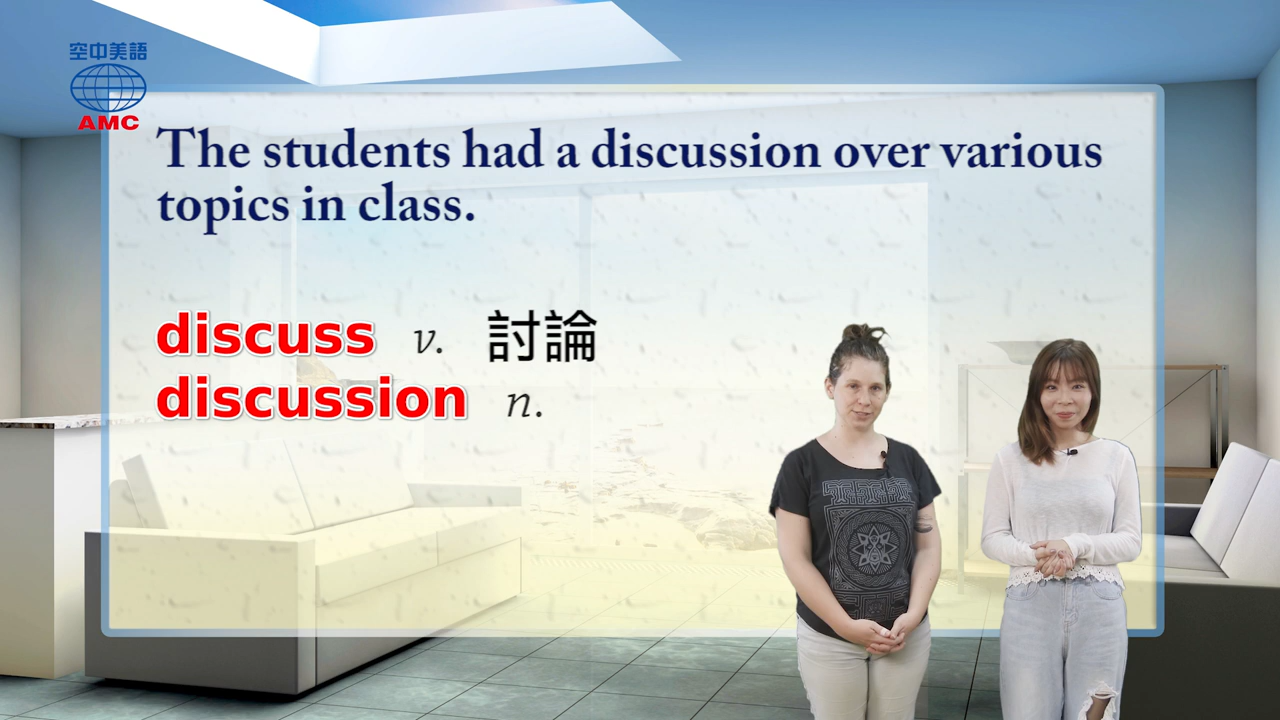 空中美語
AMC
The students had a discussion over various
topics in class.
discuss v. 討論
discussion n.